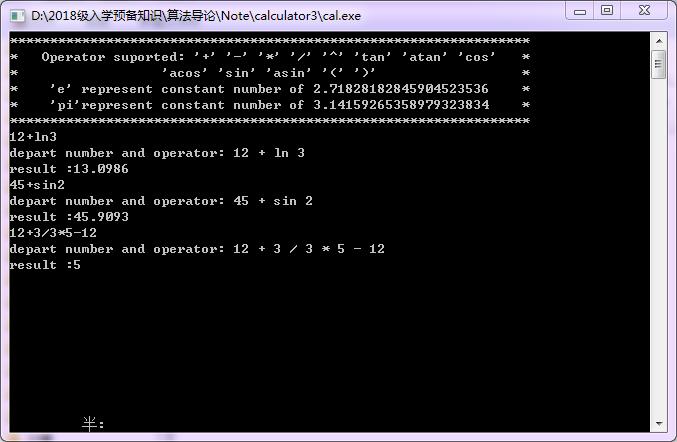 D:\2018级入学预备知识\算法导论\Note\calculator3\cal.exe
*****************************************************************
*   Operator suported: '+' '-' '*' '/' '^' 'tan' 'atan' 'cos'   *
*                  'acos' 'sin' 'asin' '(' ')'                  *
*    'e' represent constant number of 2.71828182845904523536    *
*    'pi'represent constant number of 3.14159265358979323834    *
*****************************************************************
12+ln3
depart number and operator: 12 + ln 3
result :13.0986
45+sin2
depart number and operator: 45 + sin 2
result :45.9093
12+3/3*5-12
depart number and operator: 12 + 3 / 3 * 5 - 12
result :5
半: